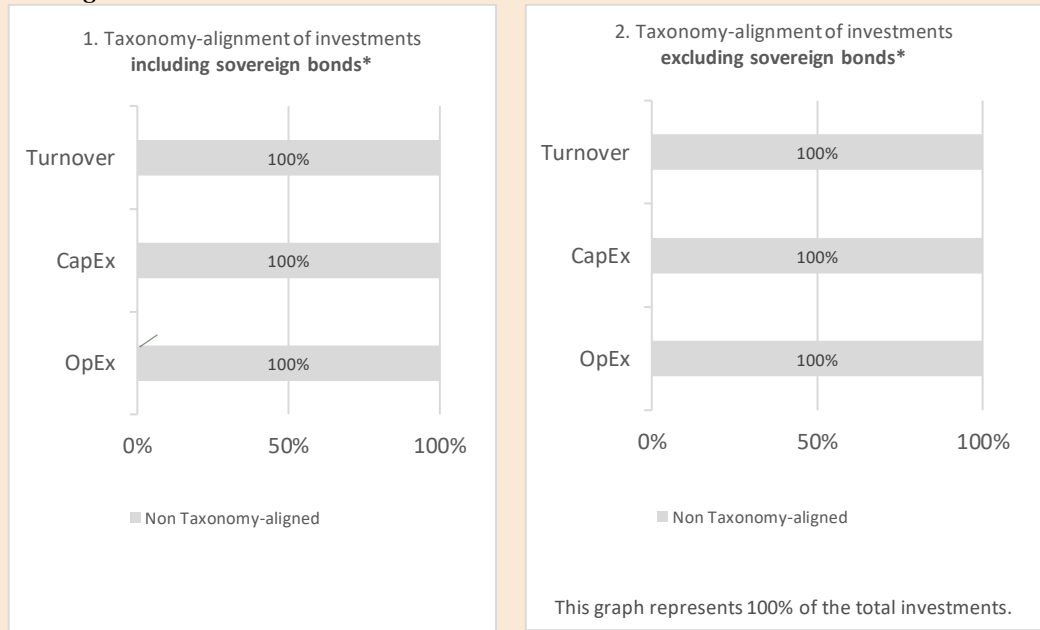 1. Taxonomy-alignment of investments
including sovereign bonds*
Turnover
100%
CapEx
100%
OpEx
100%
0%
50%
100%
Non Taxonomy-aligned
2. Taxonomy-alignment of investments
excluding sovereign bonds*
Turnover
100%
CapEx
100%
OpEx
100%
0%
50%
100%
Non Taxonomy-aligned
This graph represents 100% of the total investments.